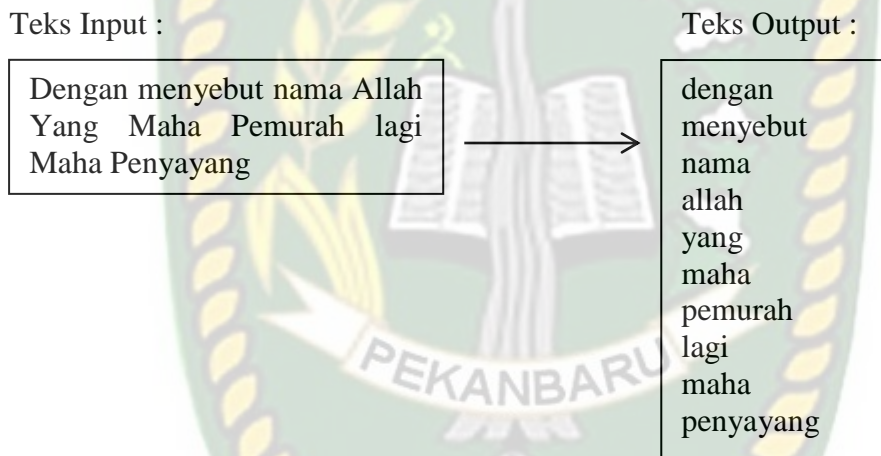 Teks Input :
Dengan menyebut nama Allah
Yang Maha Pemurah lagi
Maha Penyayang
Teks Output :
dengan
menyebut
nama
allah
yang
maha
pemurah
lagi
maha
penyayang
PEKANBARU